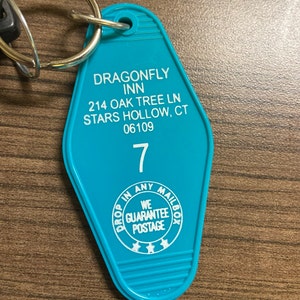 DRAGONFLY
INN
214 OAK TREE LN
STARS HOLLOW, CT
06109
7
DROP IN ANY MAILBOX
WE
GUARANTEE
POSTAGE